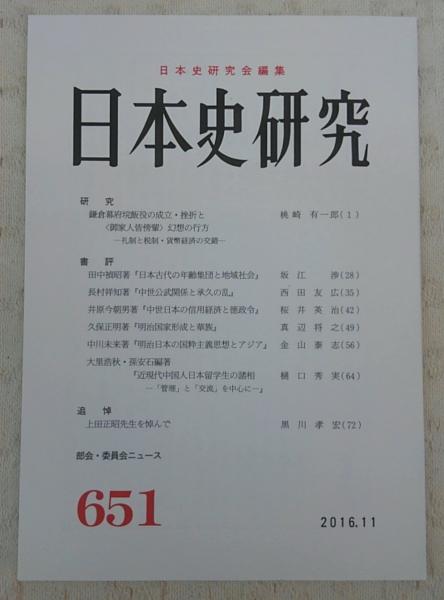 日本史研究会編集
日本史研究
研究
鎌倉幕府垸飯役の成立・挫折と 桃崎有一郎(1)
〈御家人皆傍輩〉幻想の行方
―礼制と税制・貨幣経済の交錯―
書評
田中禎昭著『日本古代の年齢集団と地域社会』 坂江渉(28)
長村祥知著『中世公武関係と承久の乱』 西田友広(35)
井原今朝男著『中世日本の信用経済と徳政令』 桜井英治(42)
久保正明著『明治国家形成と華族』 真辺将之(49)
中川未来著『明治日本の国粋主義思想とアジア』 金山泰志(56)
大里浩秋・孫安石編著
『近現代中国人日本留学生の諸相 樋口秀実(64)
―「管理」と「交流」を中心に―』
追悼
上田正昭先生を悼んで 黒川孝宏(72)
部会・委員会ニュース
651
2016.11